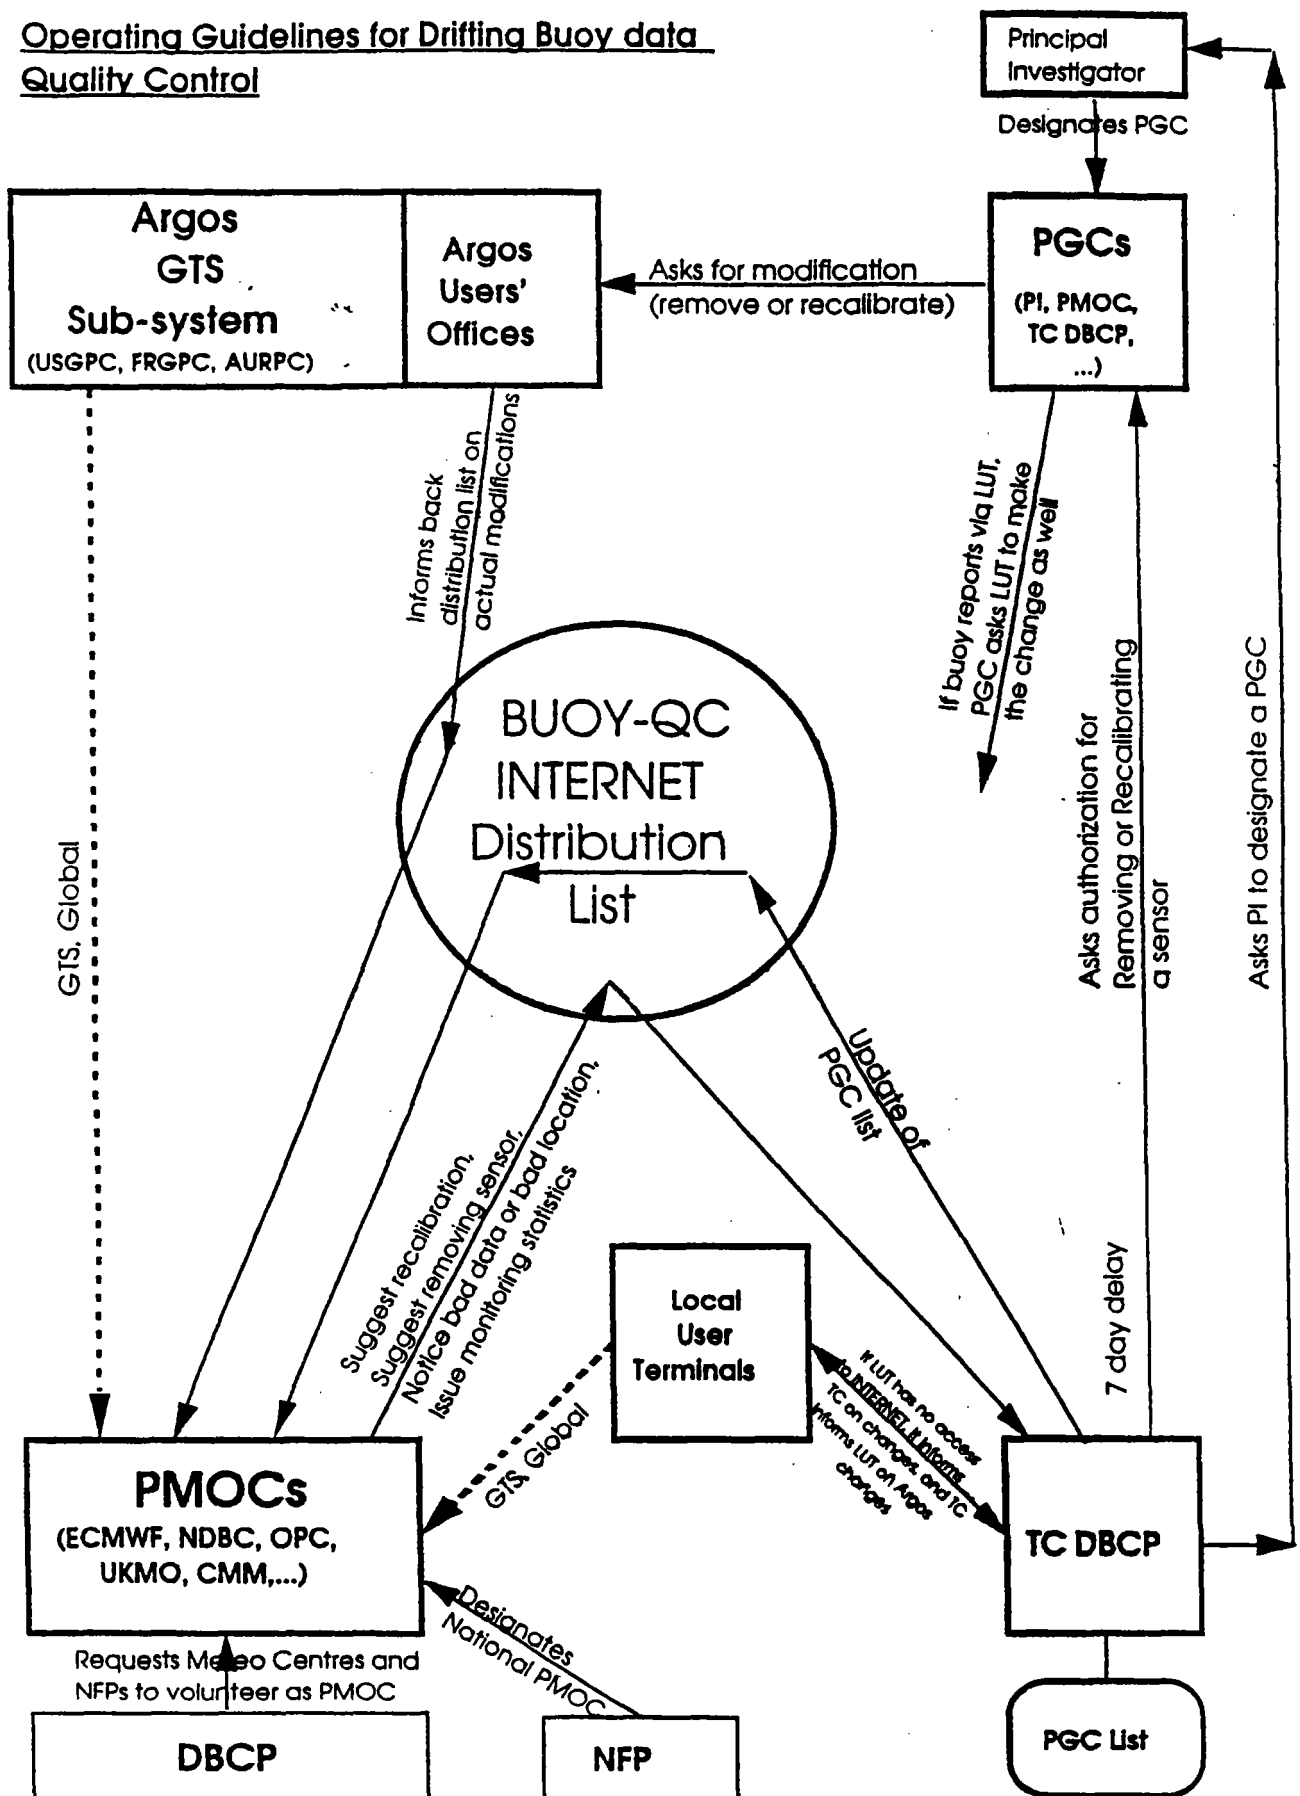 Operating Guidelines for Drifting Buoy data
Quality Control
Principal
Investigator
Designates PGC
Argos
GTS
Sub-system
(USGPC, FRGPC, AURPC)
Argos
Users'
Offices
Asks for modification
(remove or recalibrate)
PGCs
(PI, PMOC,
TC DBCP,
...)
Informs back
distribution list on
actual modifications
If buoy reports via LUT,
PGC asks LUT to make
the change as well
BUOY-QC
INTERNET
Distribution
List
GTS, Global
Asks authorization for
Removing or Recalibrating
a sensor
7 day delay
Asks PI to designate a PGC
Update of
PGC list
Suggest recalibration,
Suggest removing sensor,
Notice bad data or bad location,
Issue monitoring statistics
Local
User
Terminals
GTS, Global
If LUT has no access
to INTERNET, it informs
TC on changes, and TC
informs LUT on Argos
changes
PMOCs
(ECMWF, NDBC, OPC,
UKMO, CMM,...)
TC DBCP
Designates
National PMOC
Requests Meteo Centres and
NFPs to volunteer as PMOC
DBCP
NFP
PGC List